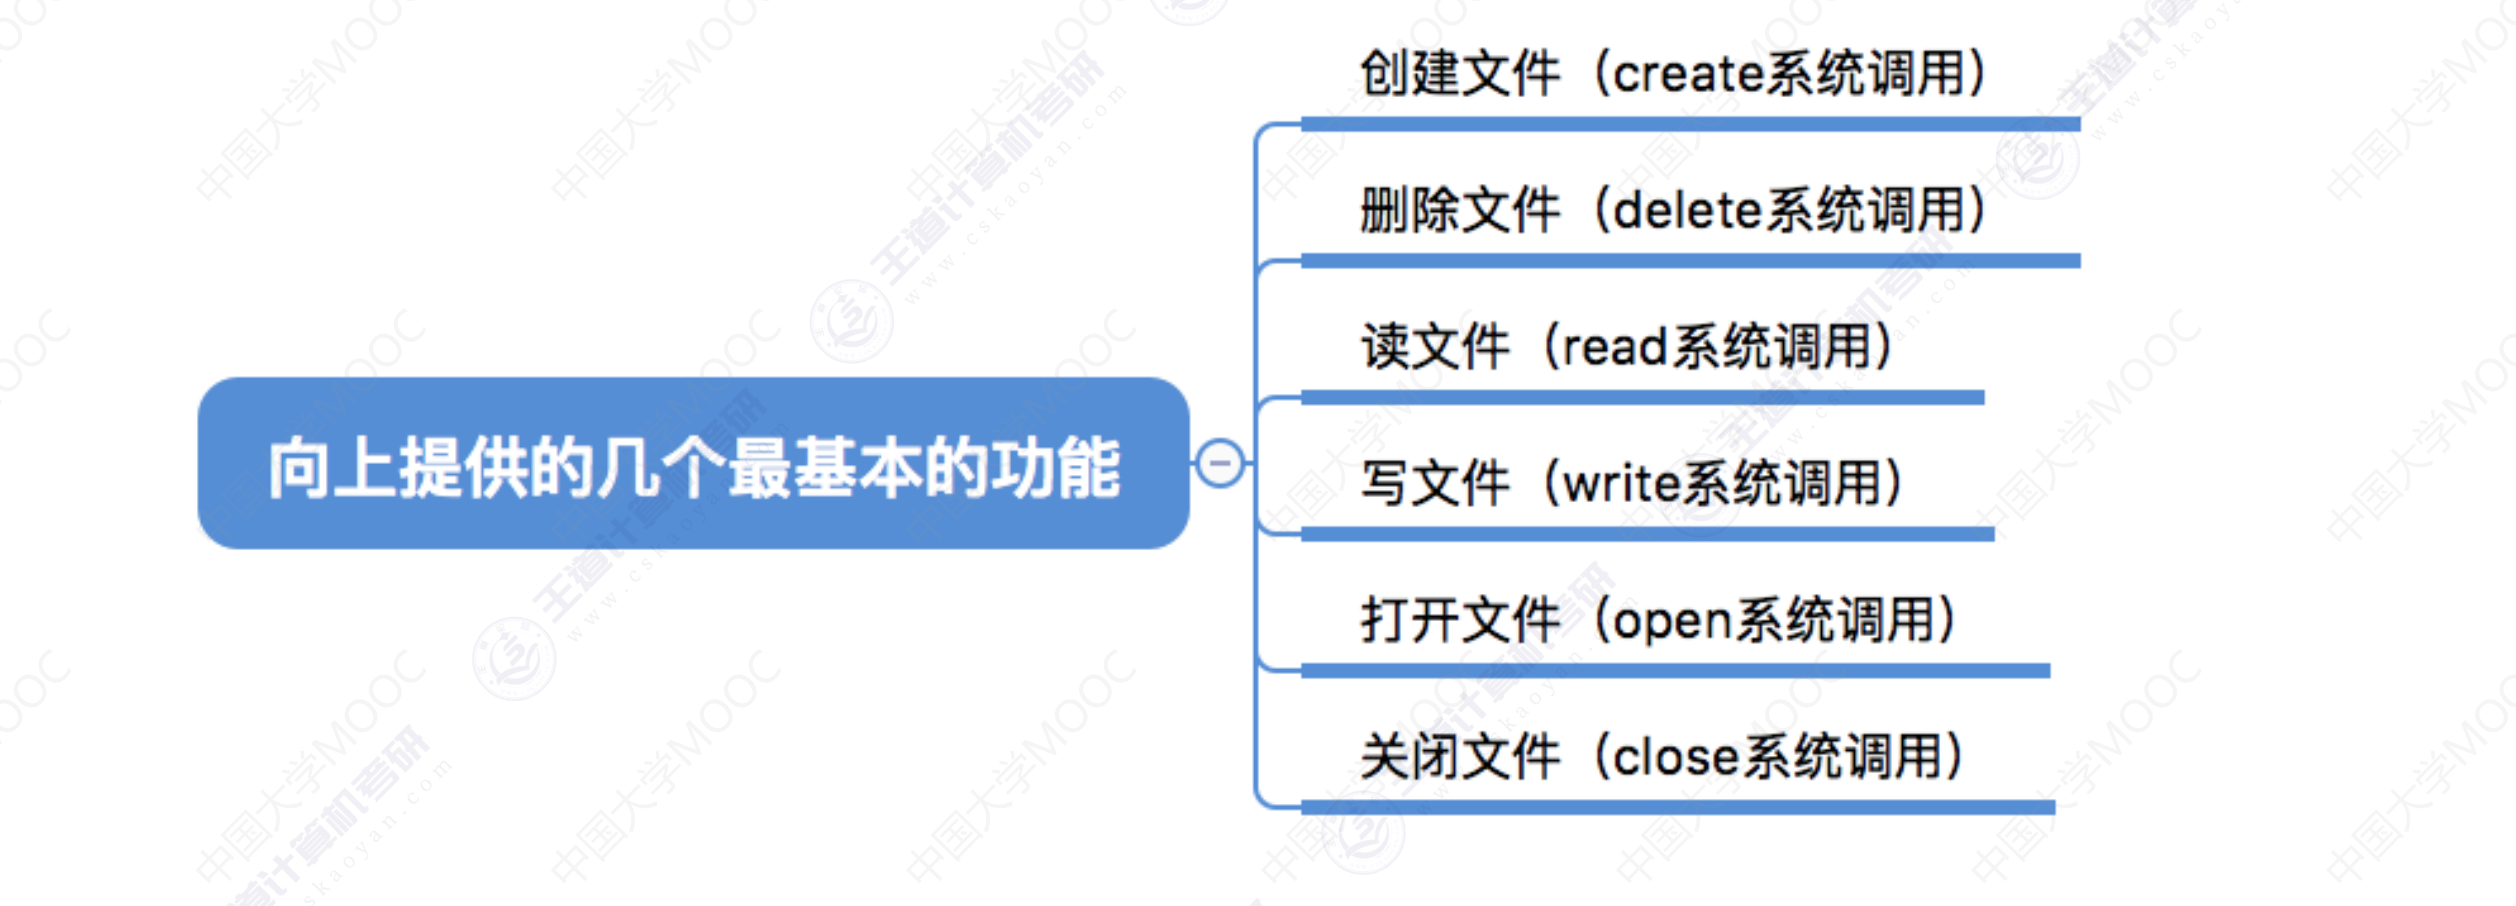 创建文件（create系统调用）
删除文件（delete系统调用）
读文件（read系统调用）
向上提供的几个最基本的功能
写文件（write系统调用）
打开文件（open系统调用）
关闭文件（close系统调用）
中国大学MOOC
王道计算机考研
www.cskaoyan.com